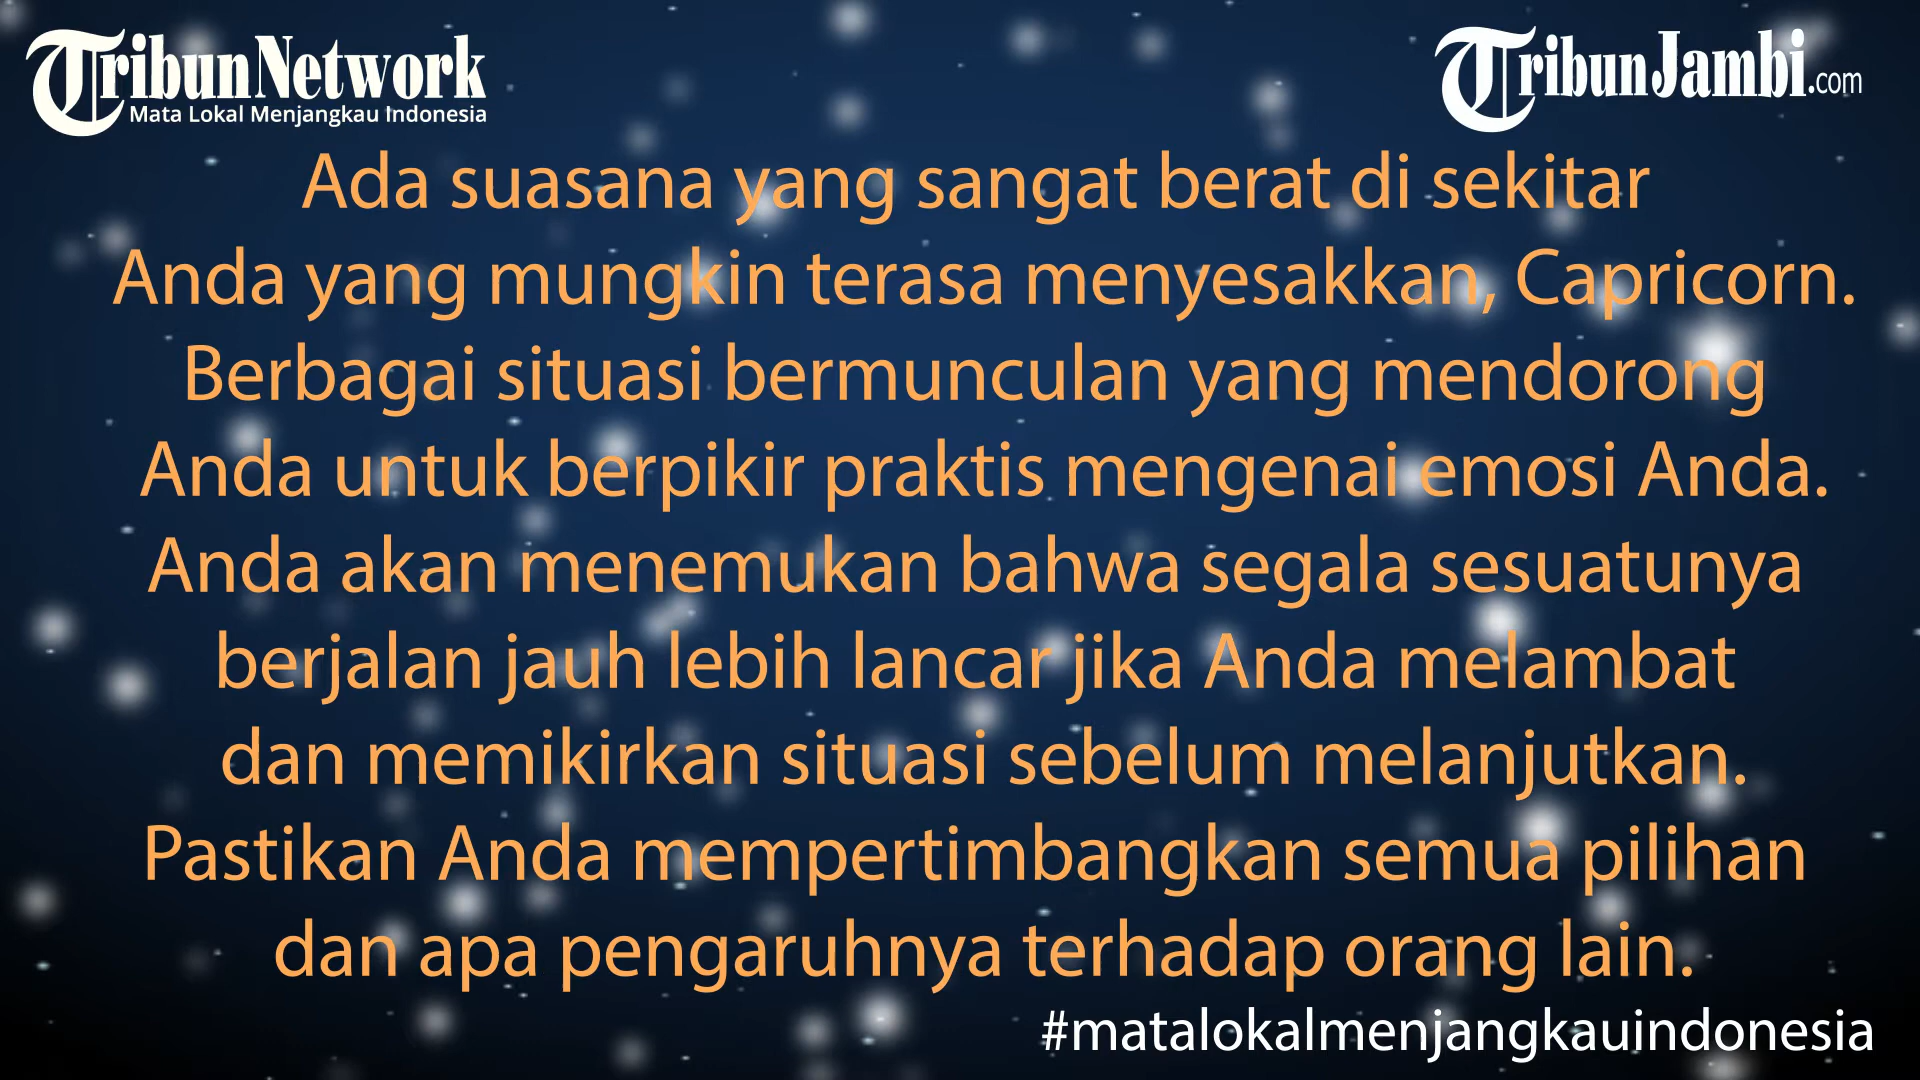 TribunNetwork
Mata Lokal Menjangkau Indonesia
TribunJambi.com
Ada suasana yang sangat berat di sekitar
Anda yang mungkin terasa menyesakkan, Capricorn.
Berbagai situasi bermunculan yang mendorong
Anda untuk berpikir praktis mengenai emosi Anda.
Anda akan menemukan bahwa segala sesuatunya
berjalan jauh lebih lancar jika Anda melambat
dan memikirkan situasi sebelum melanjutkan.
Pastikan Anda mempertimbangkan semua pilihan
dan apa pengaruhnya terhadap orang lain.
#matalokalmenjangkauindonesia